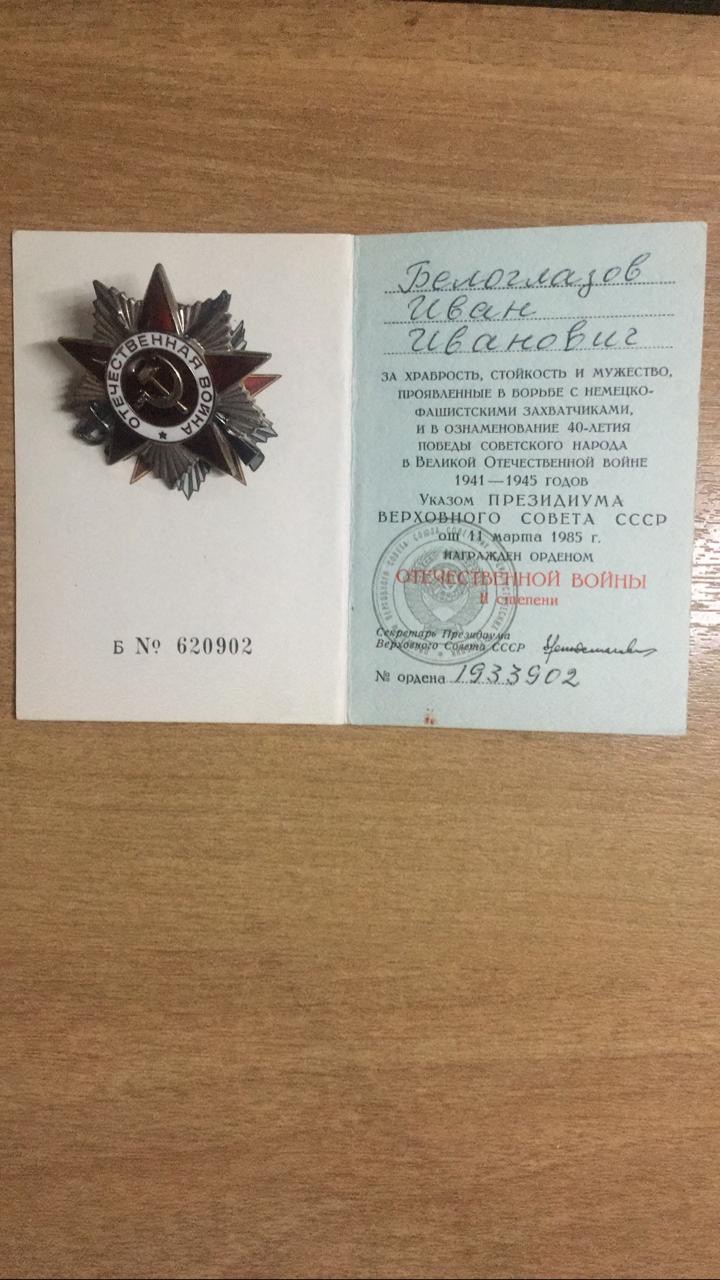 ОТЕЧЕСТВЕННАЯ ВОЙНА
Б № 620902
Белоглазов
Иван
Иванович
ЗА ХРАБРОСТЬ, СТОЙКОСТЬ И МУЖЕСТВО,
ПРОЯВЛЕННЫЕ В БОРЬБЕ С НЕМЕЦКО-
ФАШИСТСКИМИ ЗАХВАТЧИКАМИ,
И В ОЗНАМЕНОВАНИЕ 40-ЛЕТИЯ
ПОБЕДЫ СОВЕТСКОГО НАРОДА
В ВЕЛИКОЙ ОТЕЧЕСТВЕННОЙ ВОЙНЕ
1941—1945 ГОДОВ
УКАЗОМ ПРЕЗИДИУМА
ВЕРХОВНОГО СОВЕТА СССР
от 11 марта 1985 г.
НАГРАЖДЕН ОРДЕНОМ
ОТЕЧЕСТВЕННОЙ ВОЙНЫ
II степени
Секретарь Президиума
Верховного Совета СССР
№ ордена 1933902